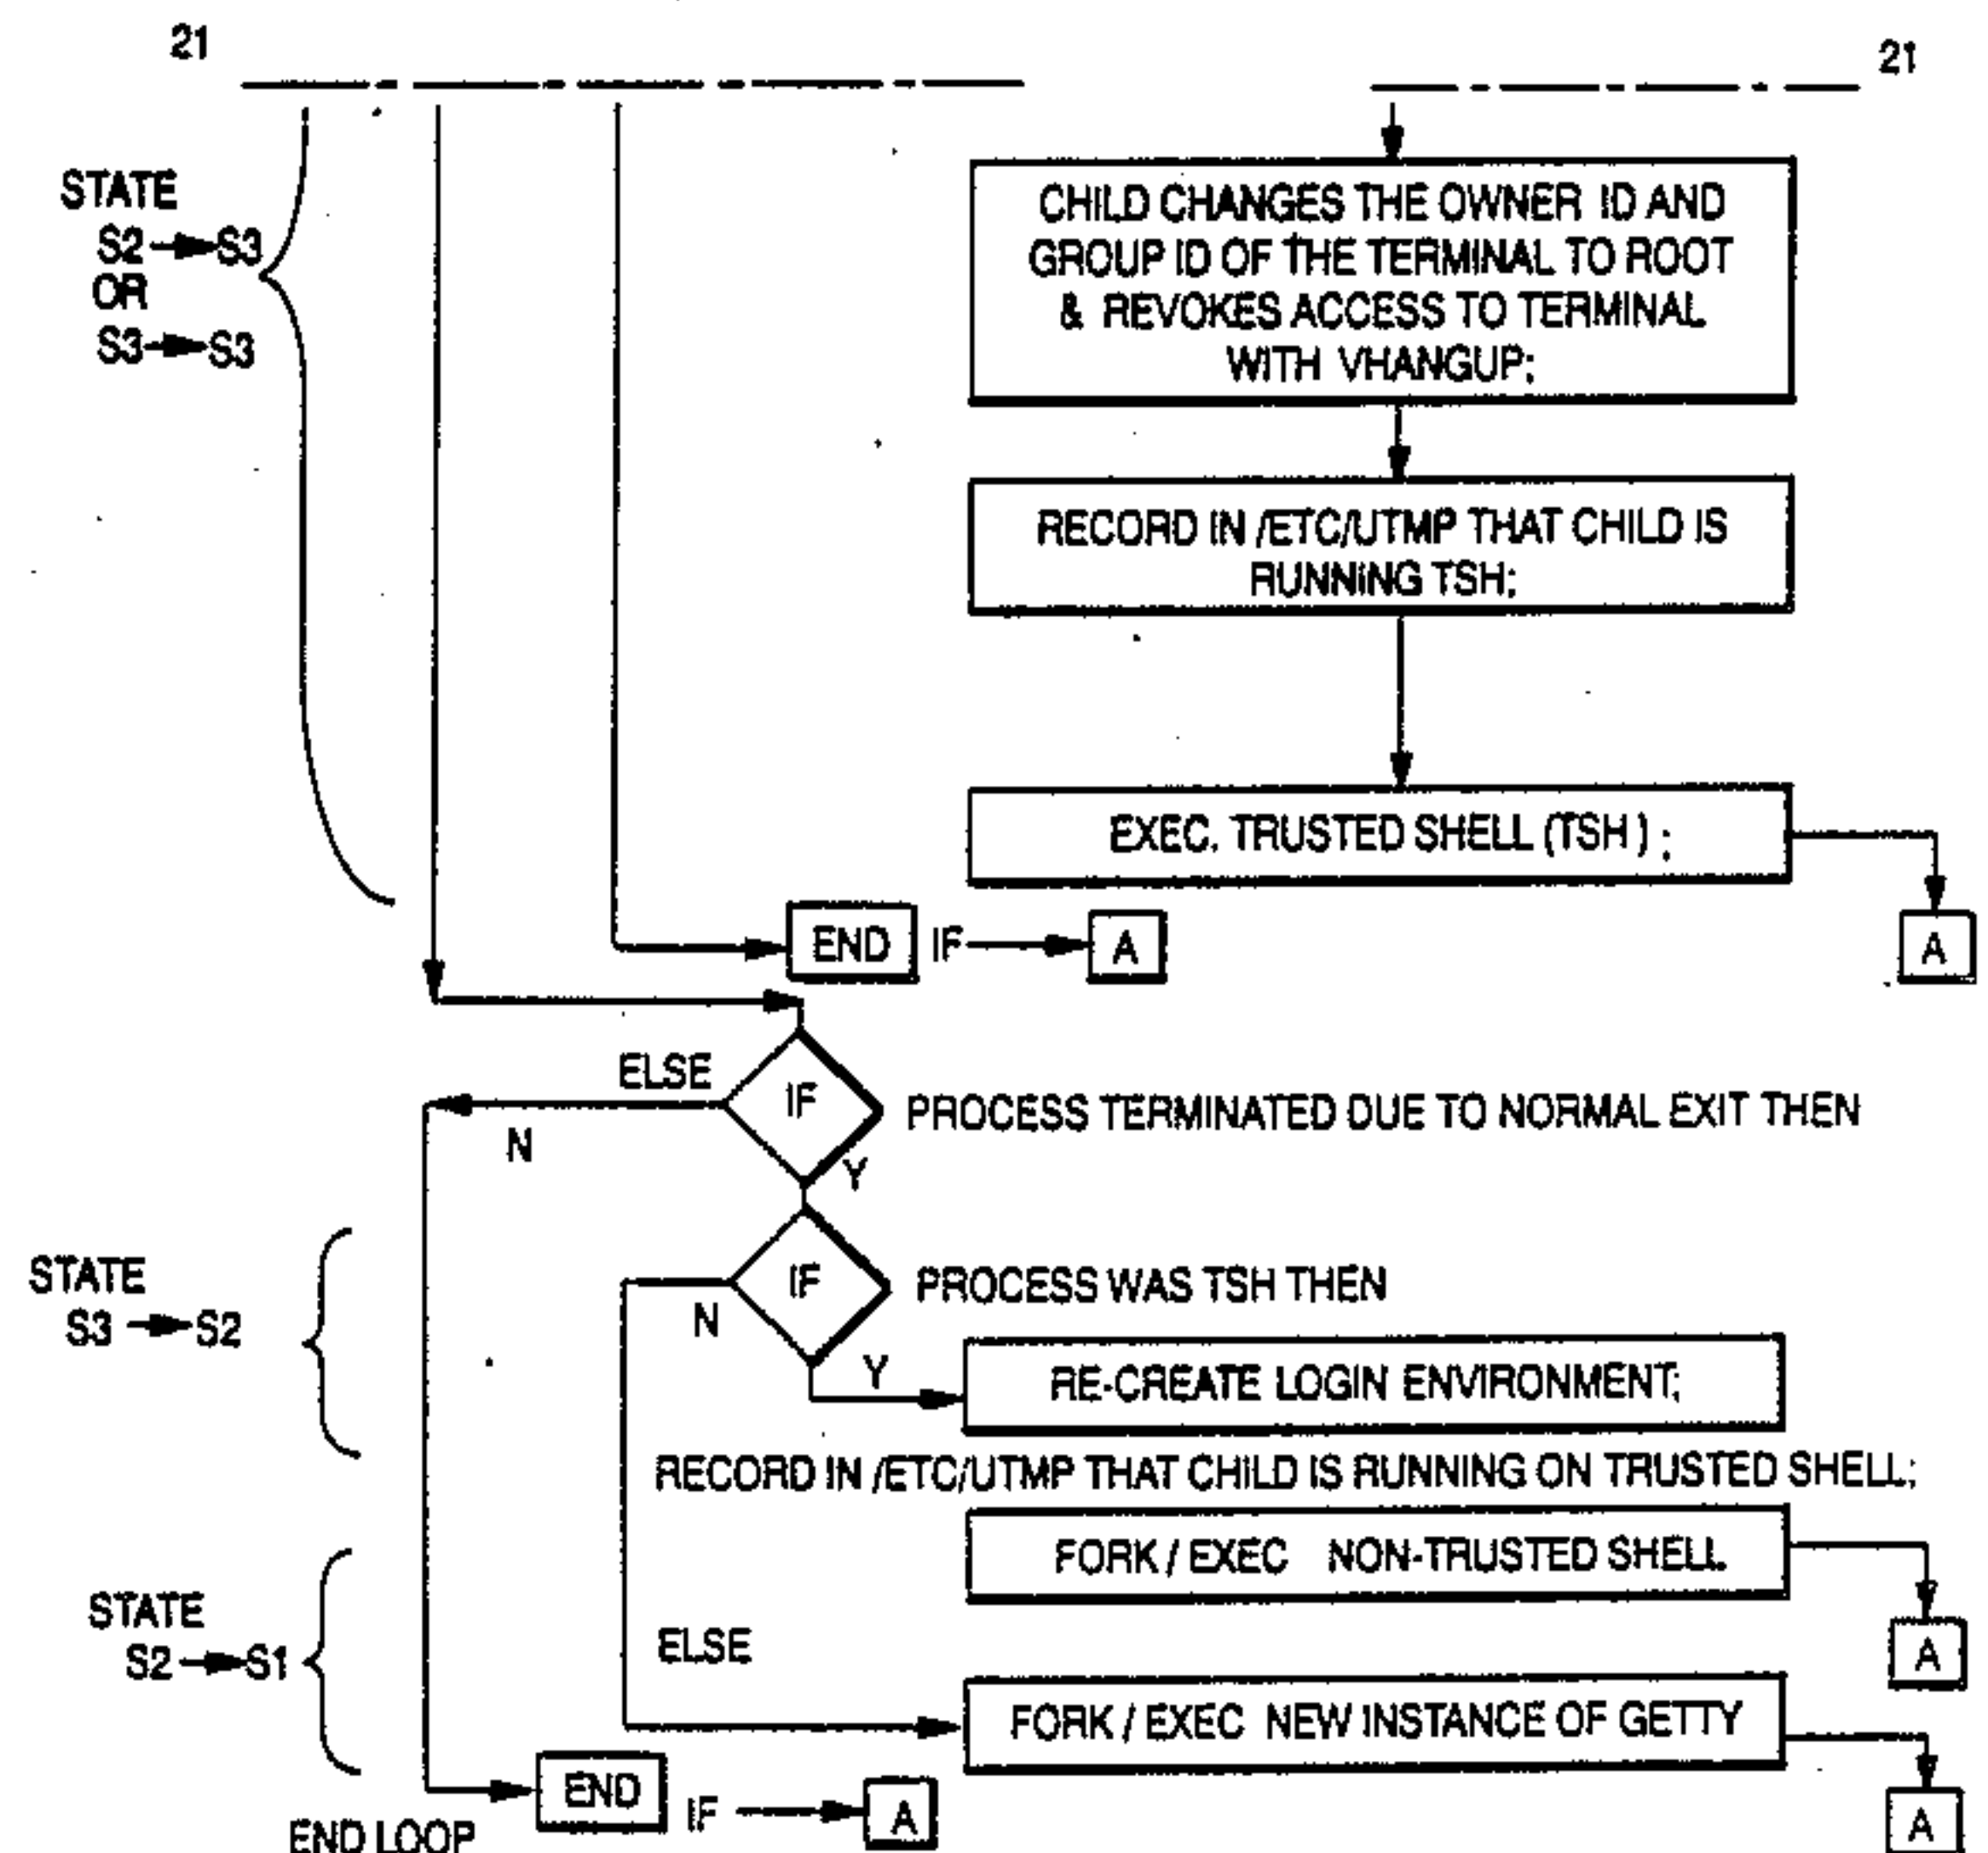 21
21
STATE
S2 → S3
OR
S3 → S3
CHILD CHANGES THE OWNER ID AND
GROUP ID OF THE TERMINAL TO ROOT
& REVOKES ACCESS TO TERMINAL
WITH VHANGUP;
RECORD IN /ETC/UTMP THAT CHILD IS
RUNNING TSH;
EXEC. TRUSTED SHELL (TSH);
END IF → A
A
ELSE
IF
PROCESS TERMINATED DUE TO NORMAL EXIT THEN
N
Y
STATE
S3 → S2
IF
PROCESS WAS TSH THEN
N
Y
RE-CREATE LOGIN ENVIRONMENT;
RECORD IN /ETC/UTMP THAT CHILD IS RUNNING ON TRUSTED SHELL;
FORK / EXEC NON-TRUSTED SHELL
A
STATE
S2 → S1
ELSE
FORK / EXEC NEW INSTANCE OF GETTY
A
END IF → A
END LOOP